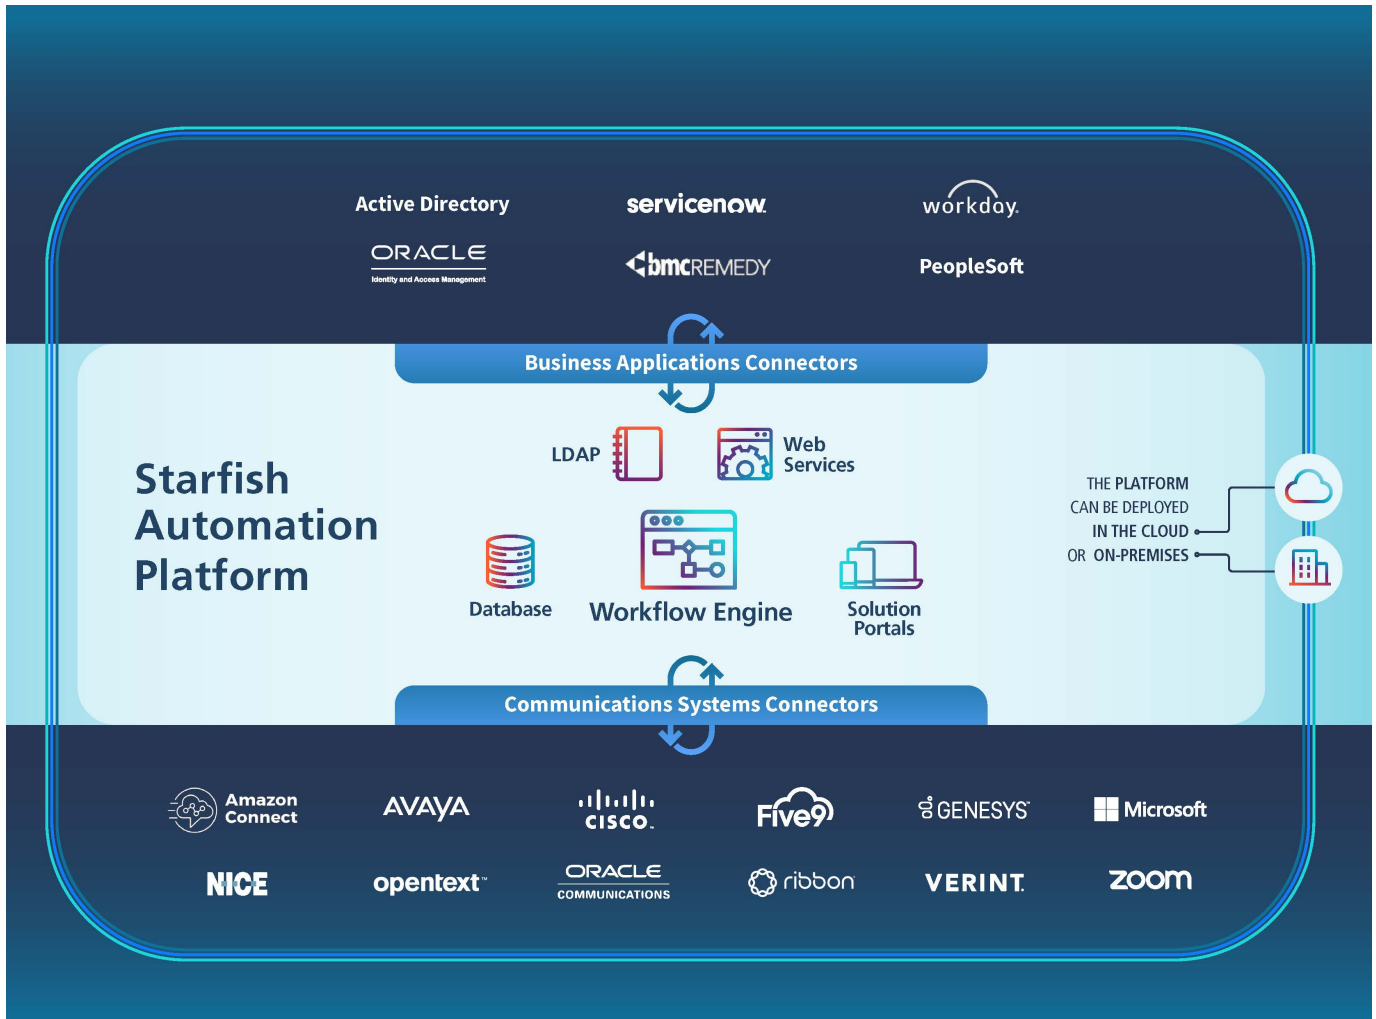 Active Directory
servicenow.
workday.
ORACLE
Identity and Access Management
bmcREMEDY
PeopleSoft
Business Applications Connectors
LDAP
Web
Services
Starfish
Automation
Platform
THE PLATFORM
CAN BE DEPLOYED
IN THE CLOUD
OR ON-PREMISES
Database
Workflow Engine
Solution
Portals
Communications Systems Connectors
Amazon
Connect
AVAYA
CISCO
Five9
GENESYS
Microsoft
NICE
opentext™
ORACLE
COMMUNICATIONS
ribbon
VERINT.
zoom